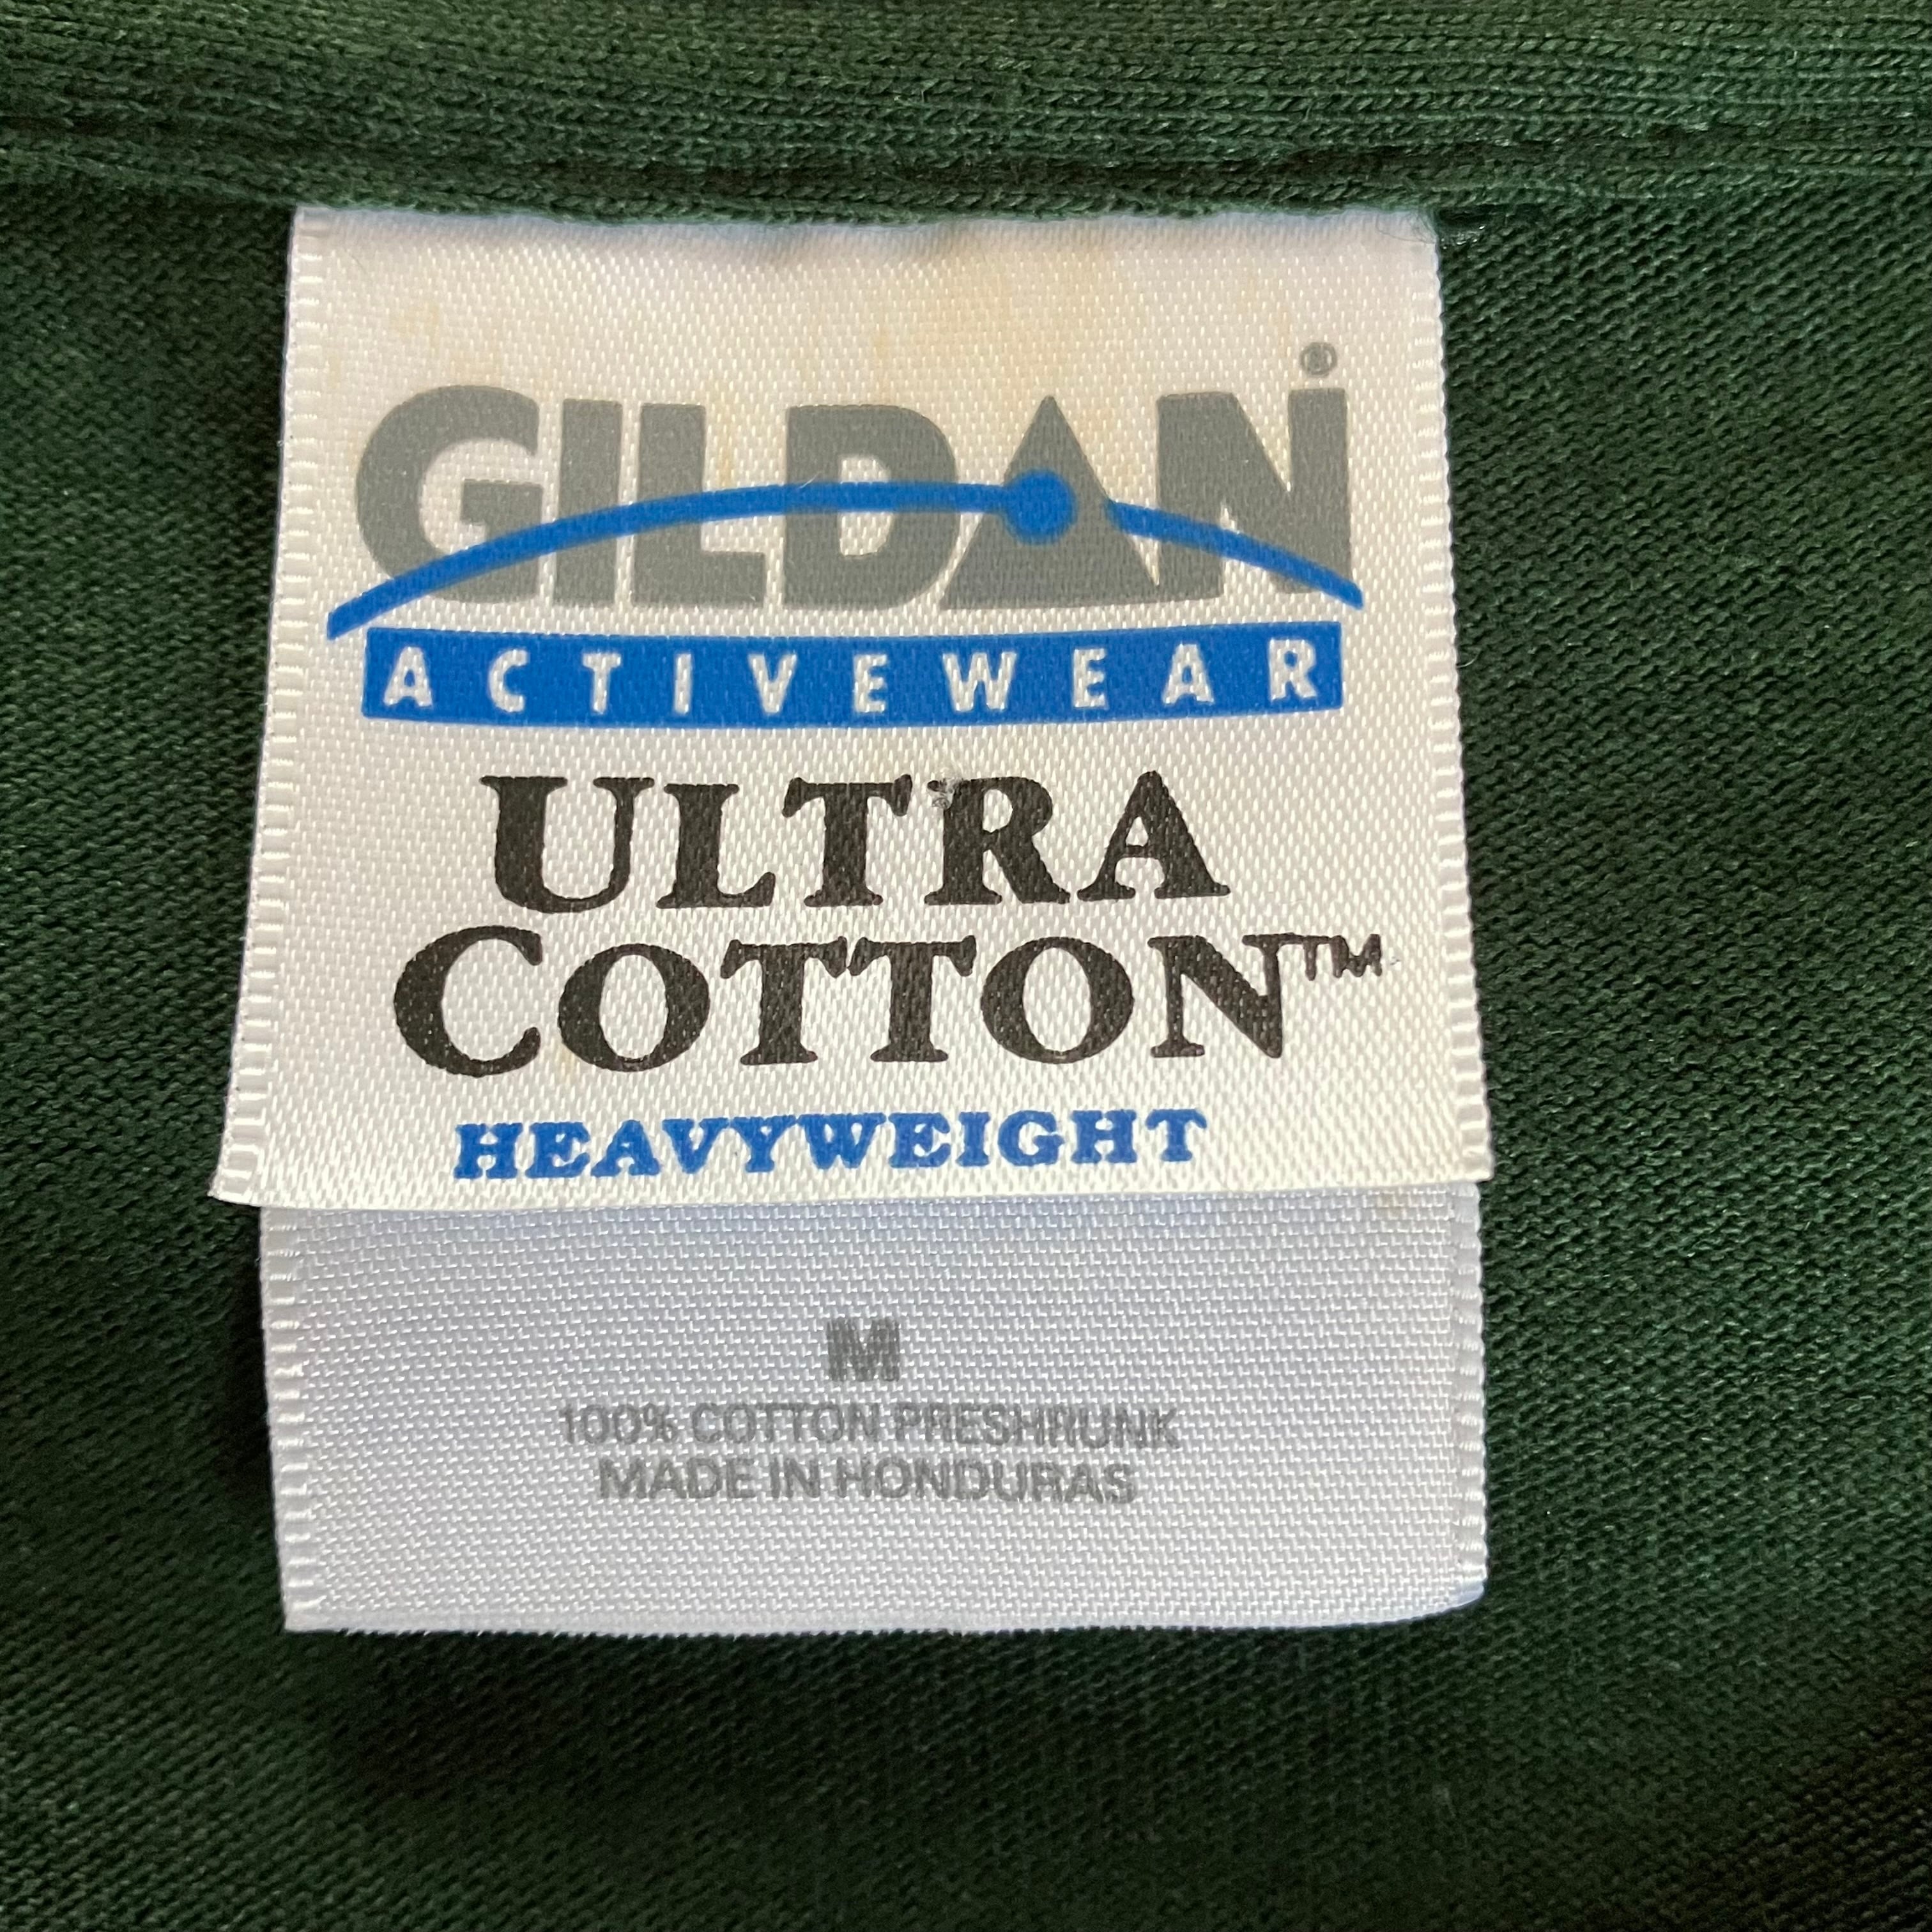 GILDAN®
ACTIVEWEAR
ULTRA
COTTON™
HEAVYWEIGHT
M
100% COTTON PRESHRUNK
MADE IN HONDURAS